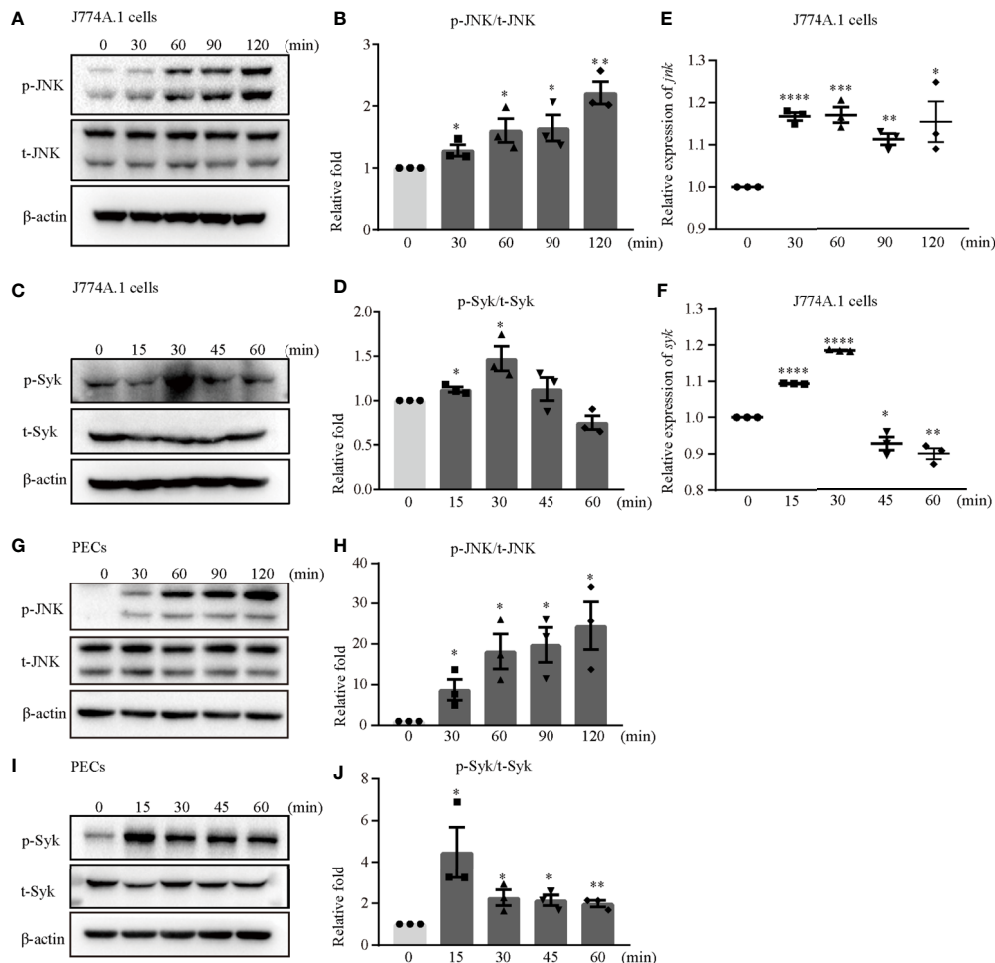 A
J774A.1 cells
0 30 60 90 120 (min)
p-JNK
t-JNK
β-actin
B
p-JNK/t-JNK
Relative fold
3
2
1
0
* * * **
0 30 60 90 120 (min)
E
J774A.1 cells
Relative expression of jnk
1.3
1.2
1.1
1.0
0.9
**** *** ** *
0 30 60 90 120 (min)
C
J774A.1 cells
0 15 30 45 60 (min)
p-Syk
t-Syk
β-actin
D
p-Syk/t-Syk
Relative fold
2.0
1.5
1.0
0.5
0.0
* *
0 15 30 45 60 (min)
F
J774A.1 cells
Relative expression of syk
1.3
1.2
1.1
1.0
0.9
0.8
**** **** * **
0 15 30 45 60 (min)
G
PECs
0 30 60 90 120 (min)
p-JNK
t-JNK
β-actin
H
p-JNK/t-JNK
Relative fold
40
30
20
10
0
* * * *
0 30 60 90 120 (min)
I
PECs
0 15 30 45 60 (min)
p-Syk
t-Syk
β-actin
J
p-Syk/t-Syk
Relative fold
8
6
4
2
0
* * * **
0 15 30 45 60 (min)